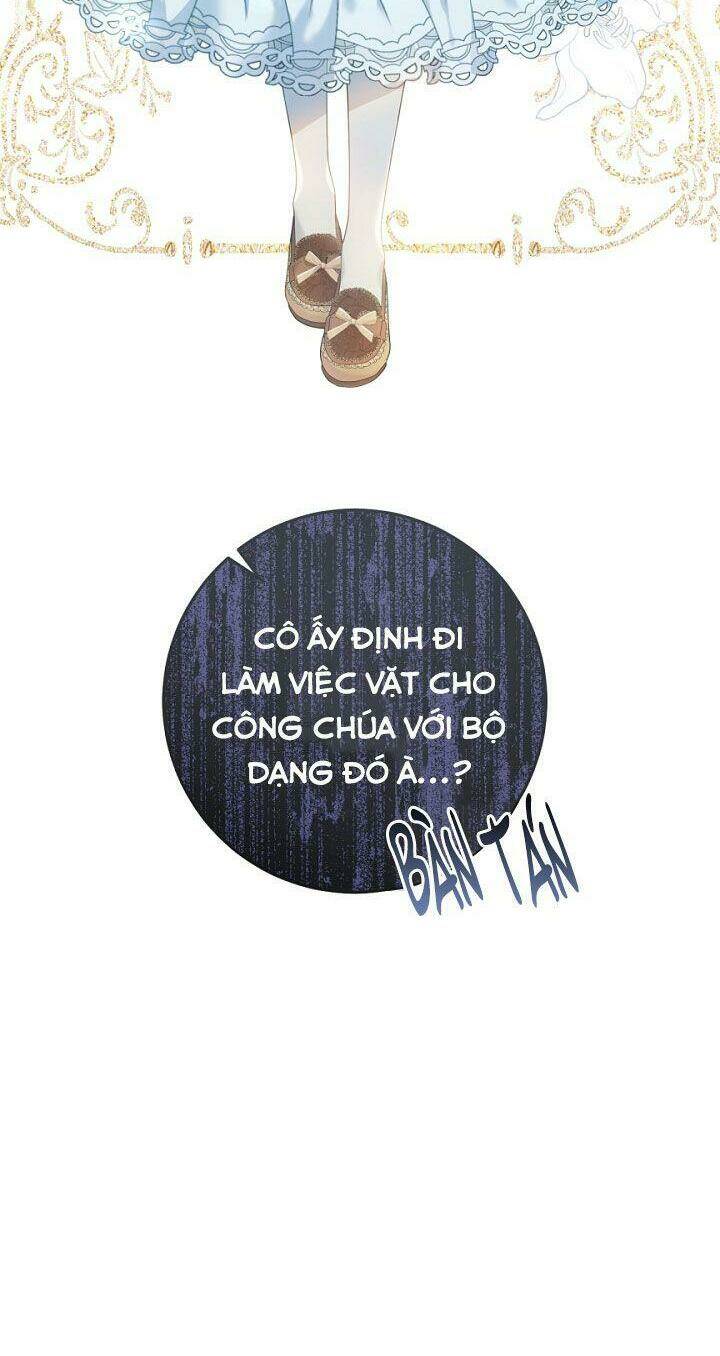 CÔ ẤY ĐỊNH ĐI
LÀM VIỆC VẶT CHO
CÔNG CHÚA VỚI BỘ
DẠNG ĐÓ À...?
BÀN TÁN